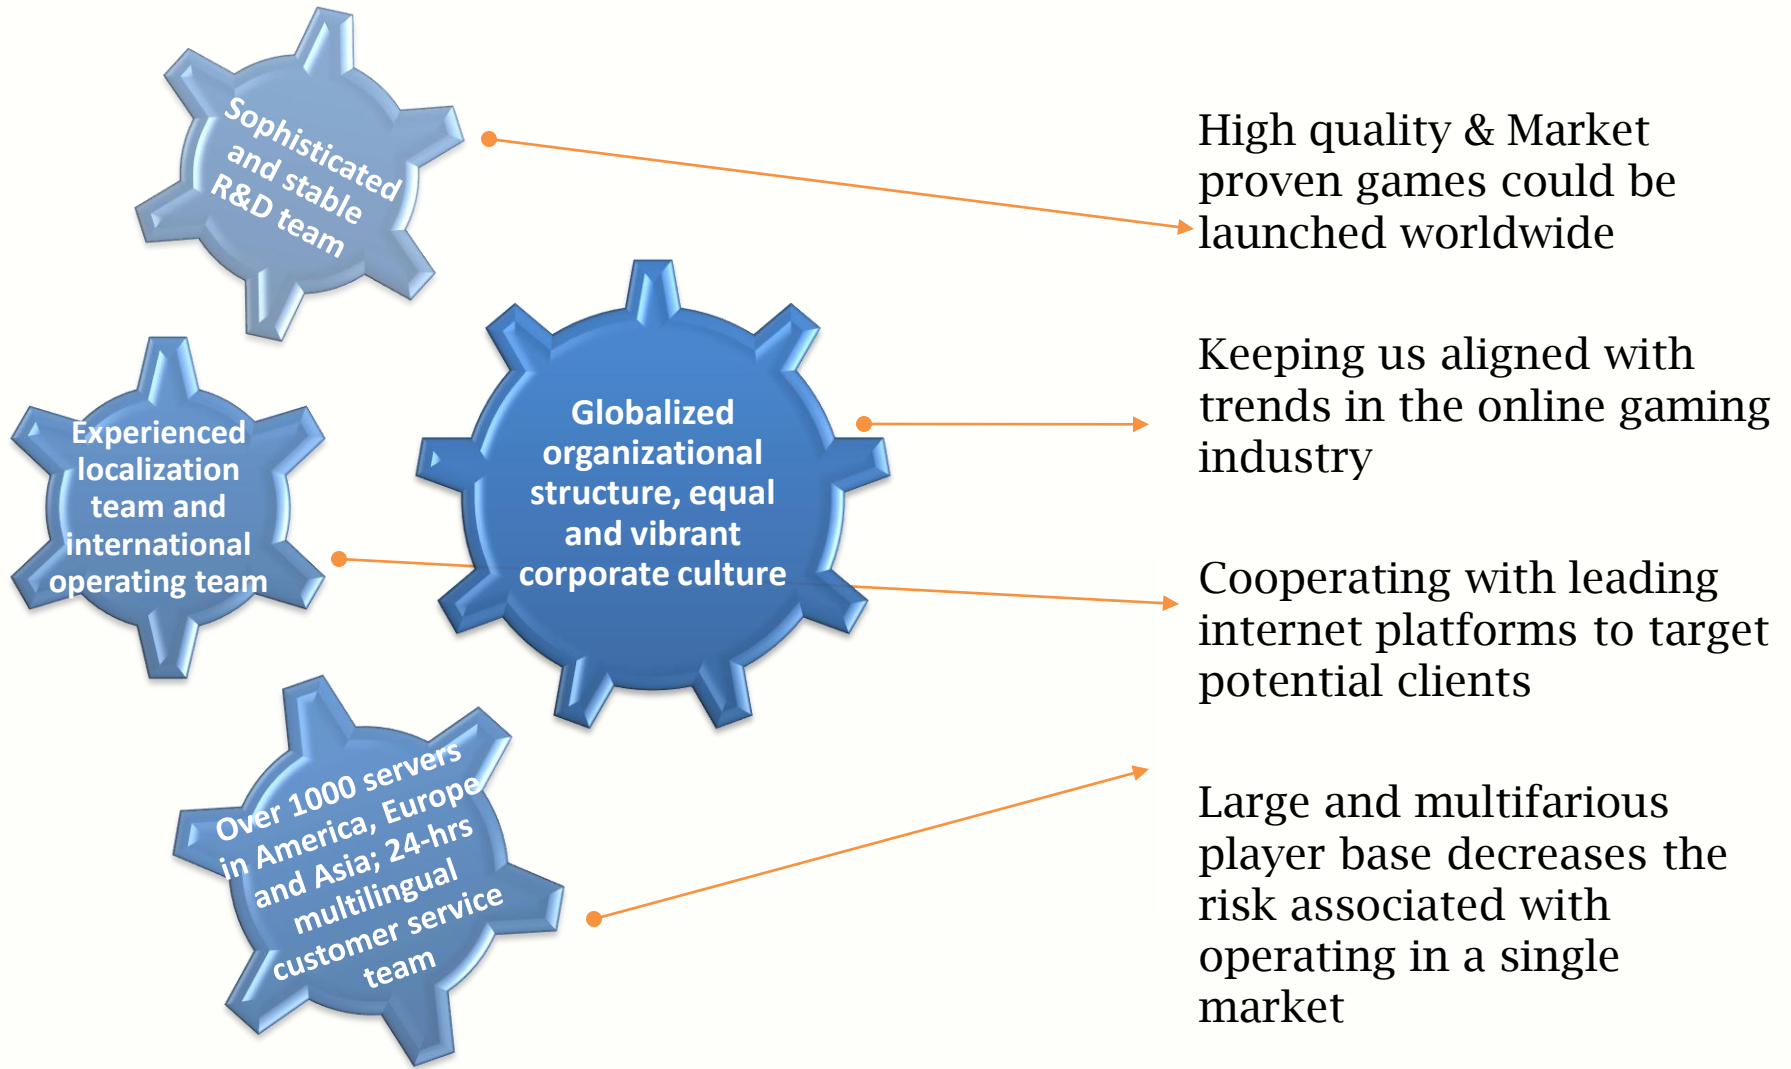 Sophisticated
and stable
R&D team
Experienced
localization
team and
international
operating team
Globalized
organizational
structure, equal
and vibrant
corporate culture
Over 1000 servers
in America, Europe
and Asia; 24-hrs
multilingual
customer service
team
High quality & Market
proven games could be
launched worldwide
Keeping us aligned with
trends in the online gaming
industry
Cooperating with leading
internet platforms to target
potential clients
Large and multifarious
player base decreases the
risk associated with
operating in a single
market